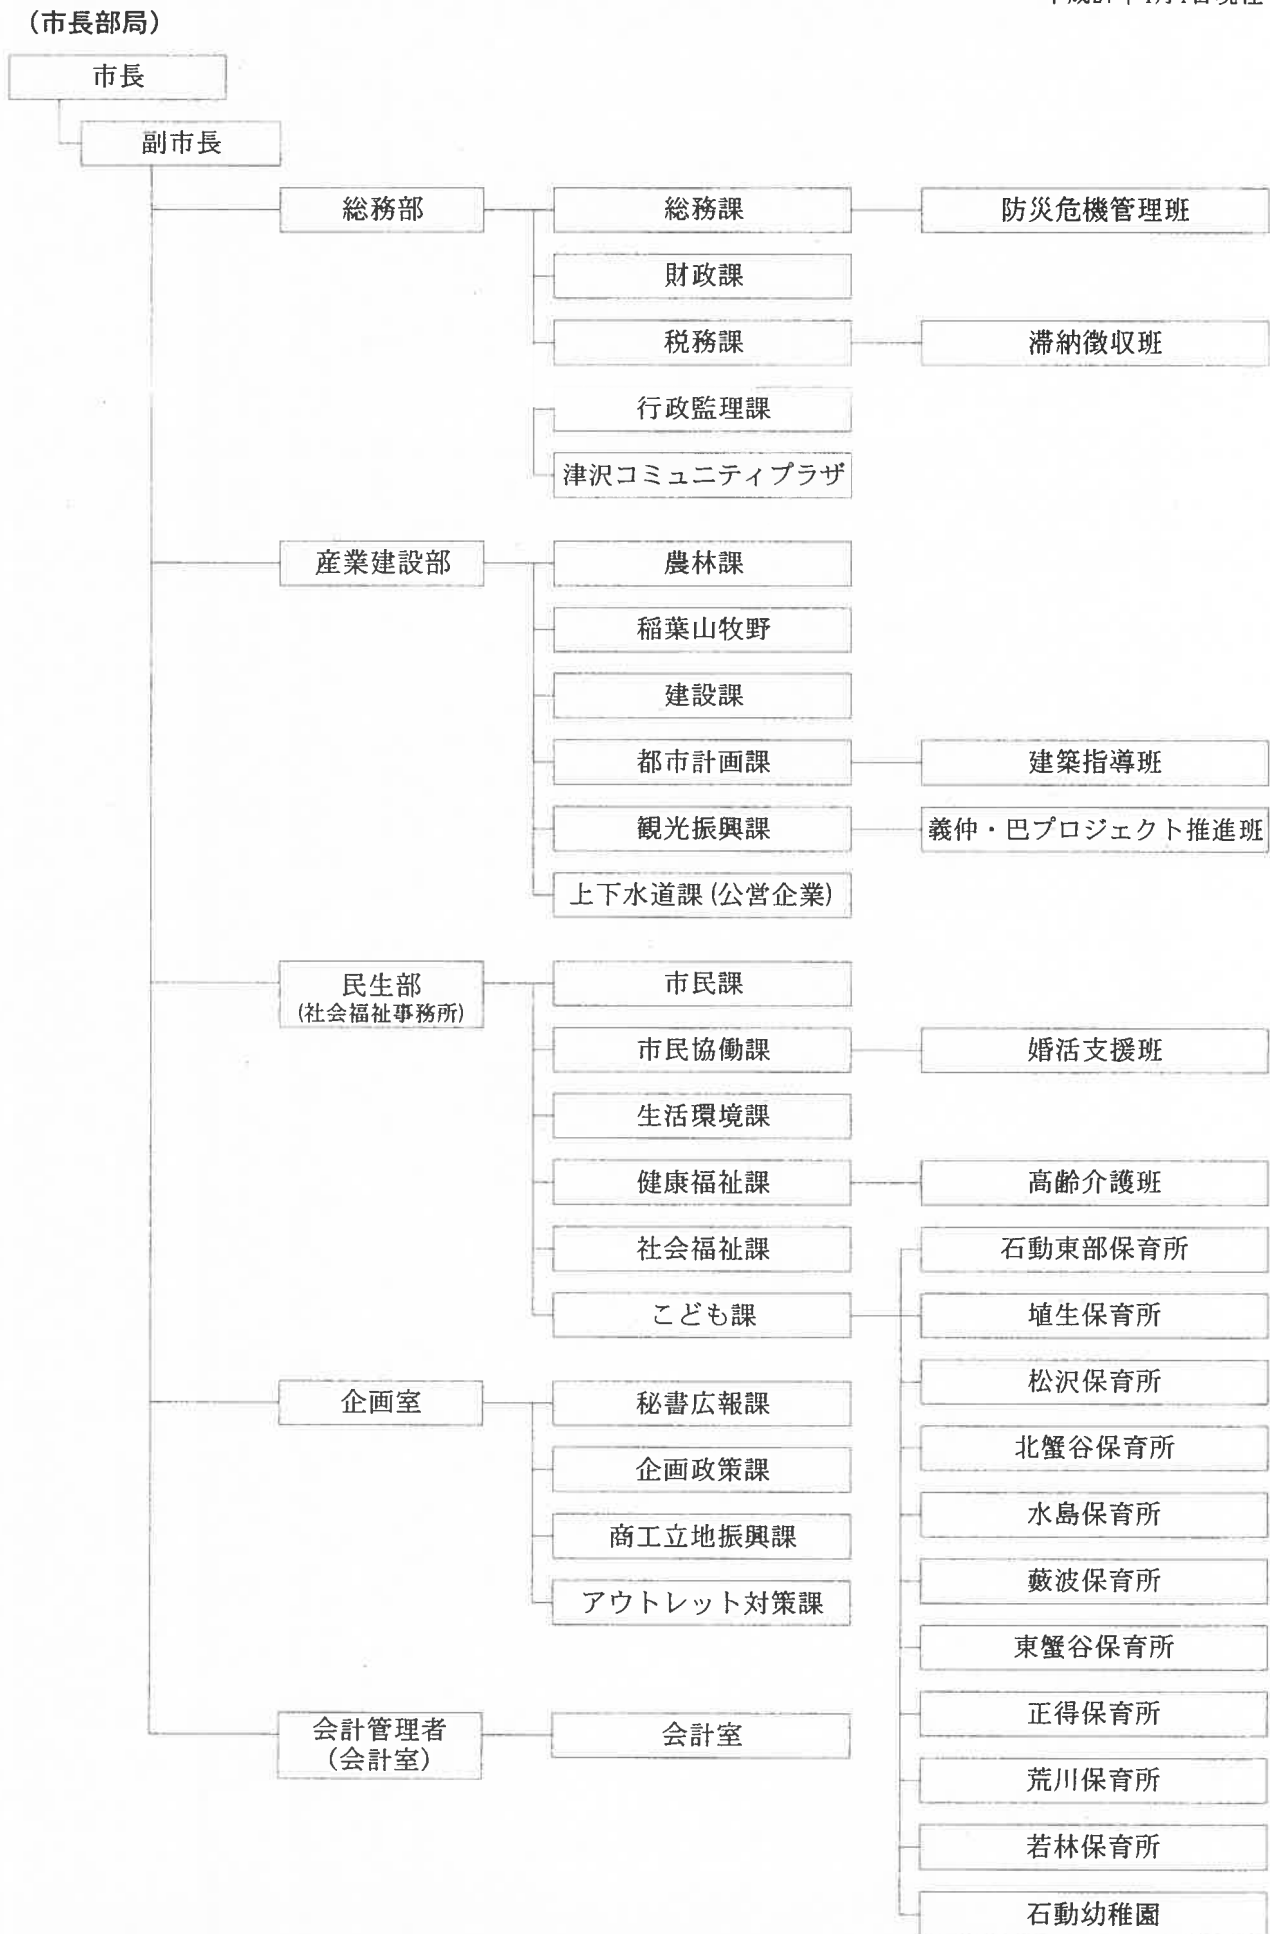 (市長部局)
市長
副市長
総務部
総務課
防災危機管理班
財政課
税務課
滞納徴収班
行政監理課
津沢コミュニティプラザ
産業建設部
農林課
稲葉山牧野
建設課
都市計画課
建築指導班
観光振興課
義仲・巴プロジェクト推進班
上下水道課(公営企業)
民生部
(社会福祉事務所)
市民課
市民協働課
婚活支援班
生活環境課
健康福祉課
高齢介護班
社会福祉課
こども課
石動東部保育所
埴生保育所
松沢保育所
北蟹谷保育所
水島保育所
藪波保育所
東蟹谷保育所
正得保育所
荒川保育所
若林保育所
石動幼稚園
企画室
秘書広報課
企画政策課
商工立地振興課
アウトレット対策課
会計管理者
(会計室)
会計室